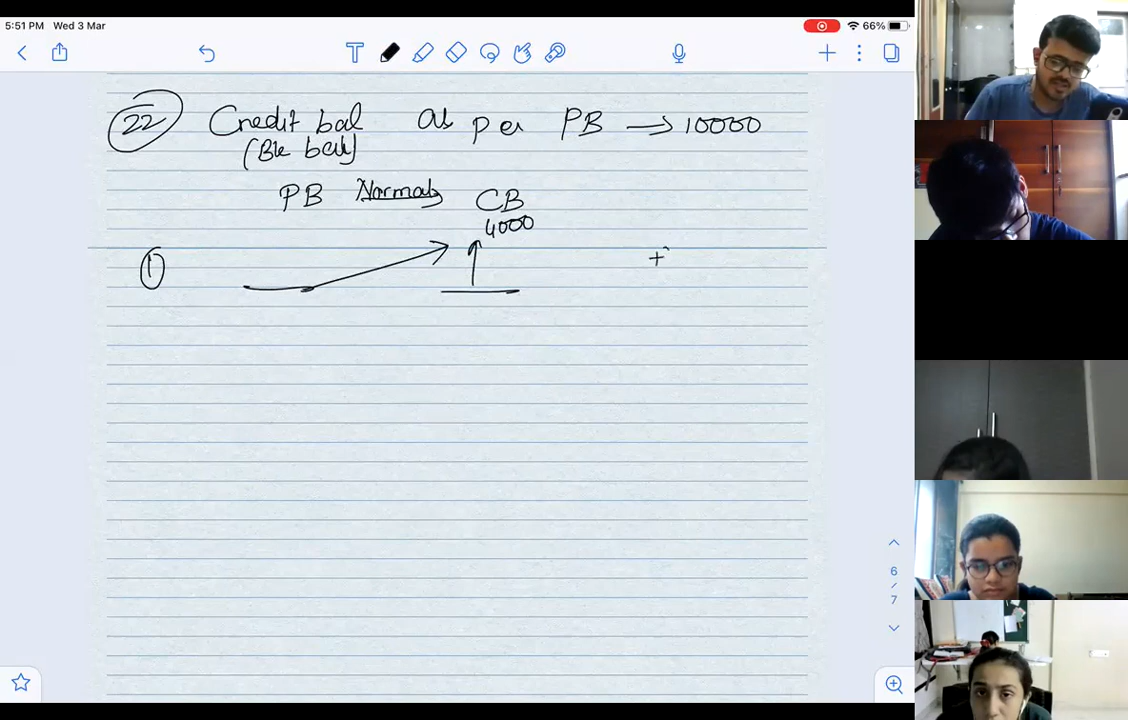 5:51 PM Wed 3 Mar
66%
T
22 Credit bal as per PB → 10000
PB Normal CB
4000
① +
6
/
7